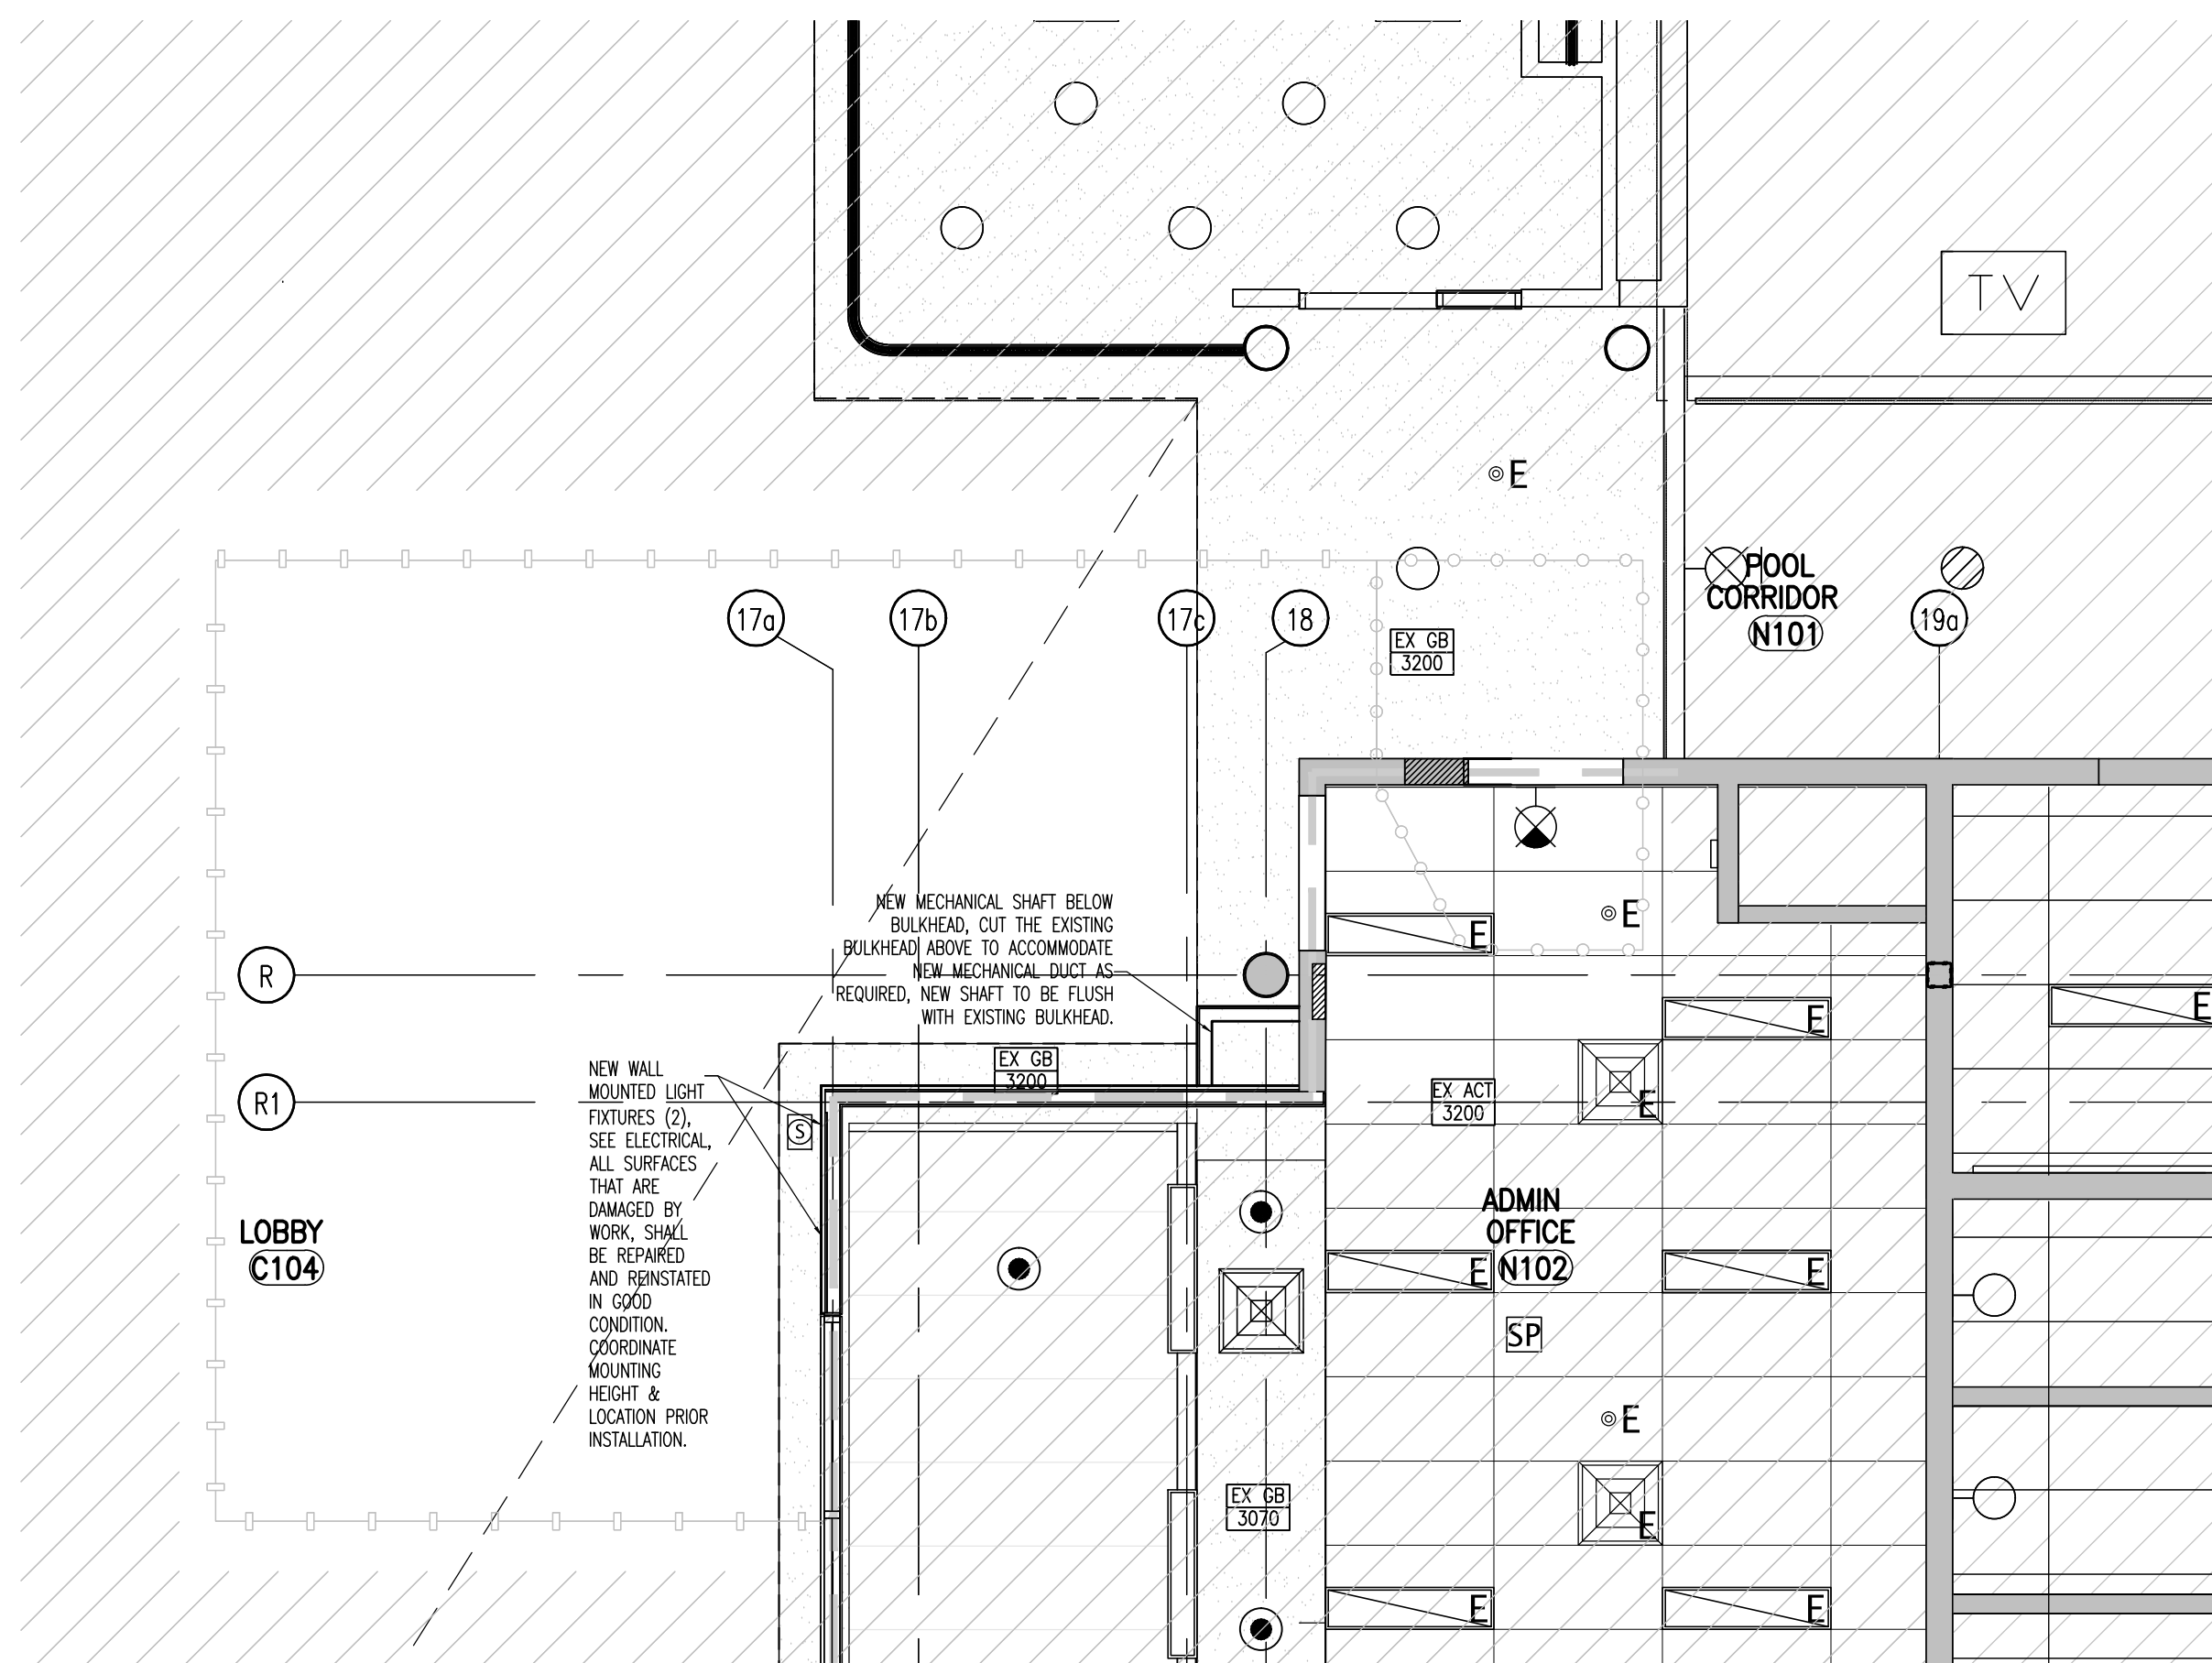 TV
E
17a
17b
17c
18
POOL
CORRIDOR
N101
19a
EX GB
3200
NEW MECHANICAL SHAFT BELOW
BULKHEAD, CUT THE EXISTING
BULKHEAD ABOVE TO ACCOMMODATE
NEW MECHANICAL DUCT AS
REQUIRED, NEW SHAFT TO BE FLUSH
WITH EXISTING BULKHEAD.
E
E
R
E
E
EX GB
3200
R1
NEW WALL
MOUNTED LIGHT
FIXTURES (2),
SEE ELECTRICAL,
ALL SURFACES
THAT ARE
DAMAGED BY
WORK, SHALL
BE REPAIRED
AND REINSTATED
IN GOOD
CONDITION.
COORDINATE
MOUNTING
HEIGHT &
LOCATION PRIOR
INSTALLATION.
S
EX ACT
3200
E
LOBBY
C104
ADMIN
OFFICE
N102
E
E
SP
E
EX GB
3070
E
E
E